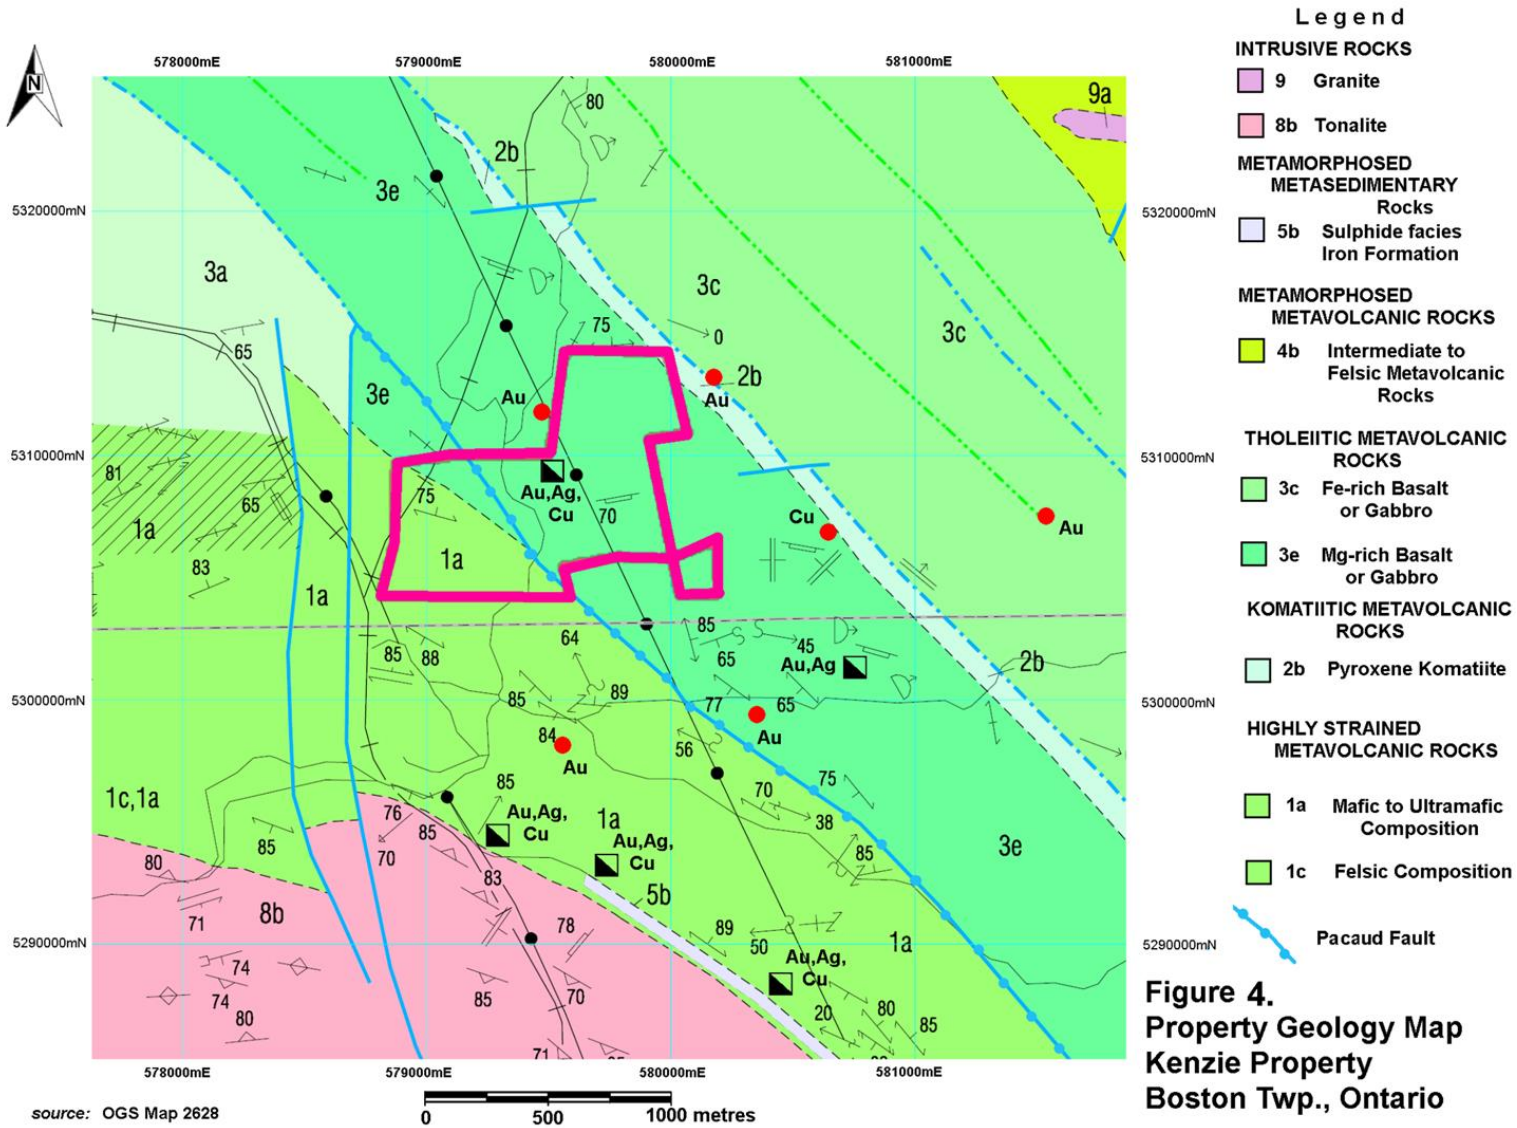 578000mE
579000mE
580000mE
581000mE
N
5320000mN
5310000mN
5300000mN
5290000mN
5320000mN
5310000mN
5300000mN
5290000mN
80
9a
2b
3e
3a
3c
75
0
3c
65
3e
Au
2b
Au
81
65
75
Au,Ag,
Cu
70
Cu
Au
1a
1a
83
1a
85
64
65
45
Au,Ag
2b
85
88
85
89
77
65
Au
84
Au
56
1c,1a
85
76
85
70
Au,Ag,
Cu
1a
Au,Ag,
Cu
70
75
38
85
3e
85
80
83
5b
8b
71
78
89
50
1a
Au,Ag,
Cu
74
74
80
85
70
20
80
85
71
578000mE
579000mE
580000mE
581000mE
source: OGS Map 2628
0
500
1000 metres
Legend
INTRUSIVE ROCKS
9 Granite
8b Tonalite
METAMORPHOSED
METASEDIMENTARY
Rocks
5b Sulphide facies
Iron Formation
METAMORPHOSED
METAVOLCANIC ROCKS
4b Intermediate to
Felsic Metavolcanic
Rocks
THOLEIITIC METAVOLCANIC
ROCKS
3c Fe-rich Basalt
or Gabbro
3e Mg-rich Basalt
or Gabbro
KOMATIITIC METAVOLCANIC
ROCKS
2b Pyroxene Komatiite
HIGHLY STRAINED
METAVOLCANIC ROCKS
1a Mafic to Ultramafic
Composition
1c Felsic Composition
Pacaud Fault
Figure 4.
Property Geology Map
Kenzie Property
Boston Twp., Ontario